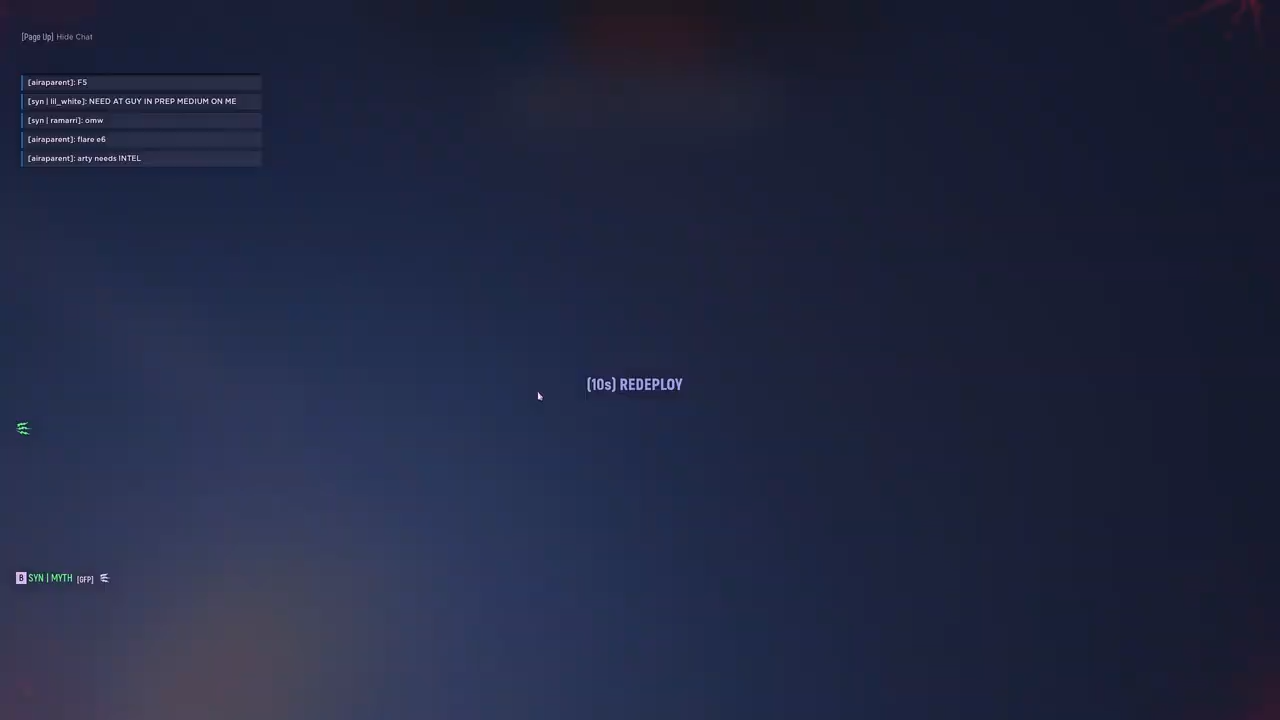 [Page Up] Hide Chat
[airaparent]: F5
[syn | lil_white]: NEED AT GUY IN PREP MEDIUM ON ME
[syn | ramarri]: omw
[airaparent]: flare e6
[airaparent]: arty needs INTEL
(10s) REDEPLOY
B SYN | MYTH [GFP]